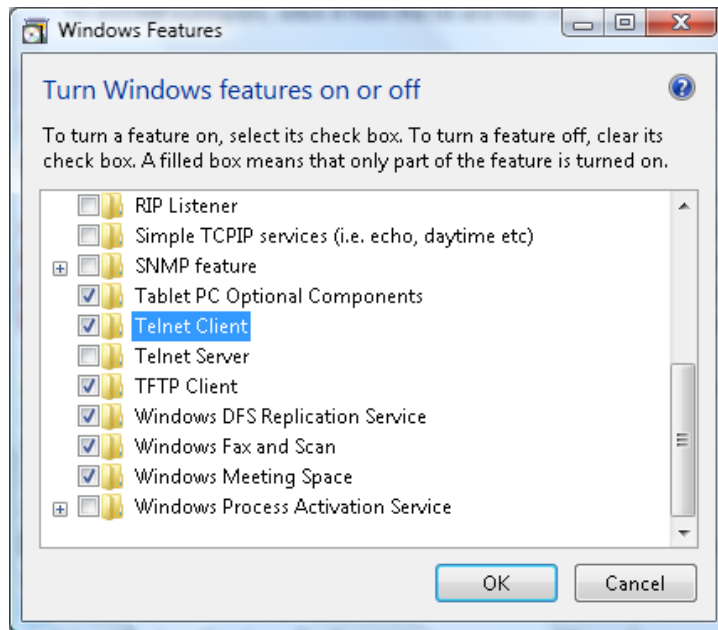 Windows Features
Turn Windows features on or off
To turn a feature on, select its check box. To turn a feature off, clear its
check box. A filled box means that only part of the feature is turned on.
RIP Listener
Simple TCPIP services (i.e. echo, daytime etc)
SNMP feature
Tablet PC Optional Components
Telnet Client
Telnet Server
TFTP Client
Windows DFS Replication Service
Windows Fax and Scan
Windows Meeting Space
Windows Process Activation Service
OK Cancel